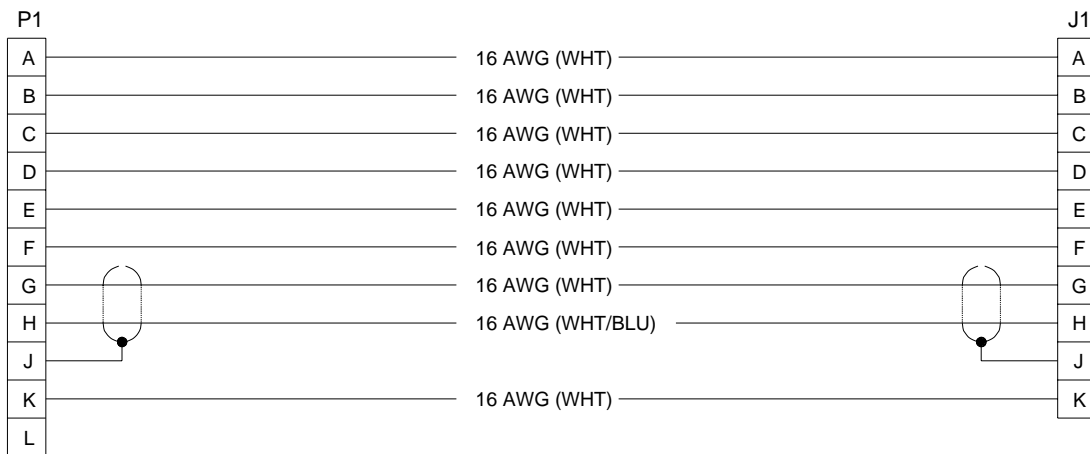 P1 J1
A 16 AWG (WHT) A
B 16 AWG (WHT) B
C 16 AWG (WHT) C
D 16 AWG (WHT) D
E 16 AWG (WHT) E
F 16 AWG (WHT) F
G 16 AWG (WHT) G
H 16 AWG (WHT/BLU) H
J J
K 16 AWG (WHT) K
L